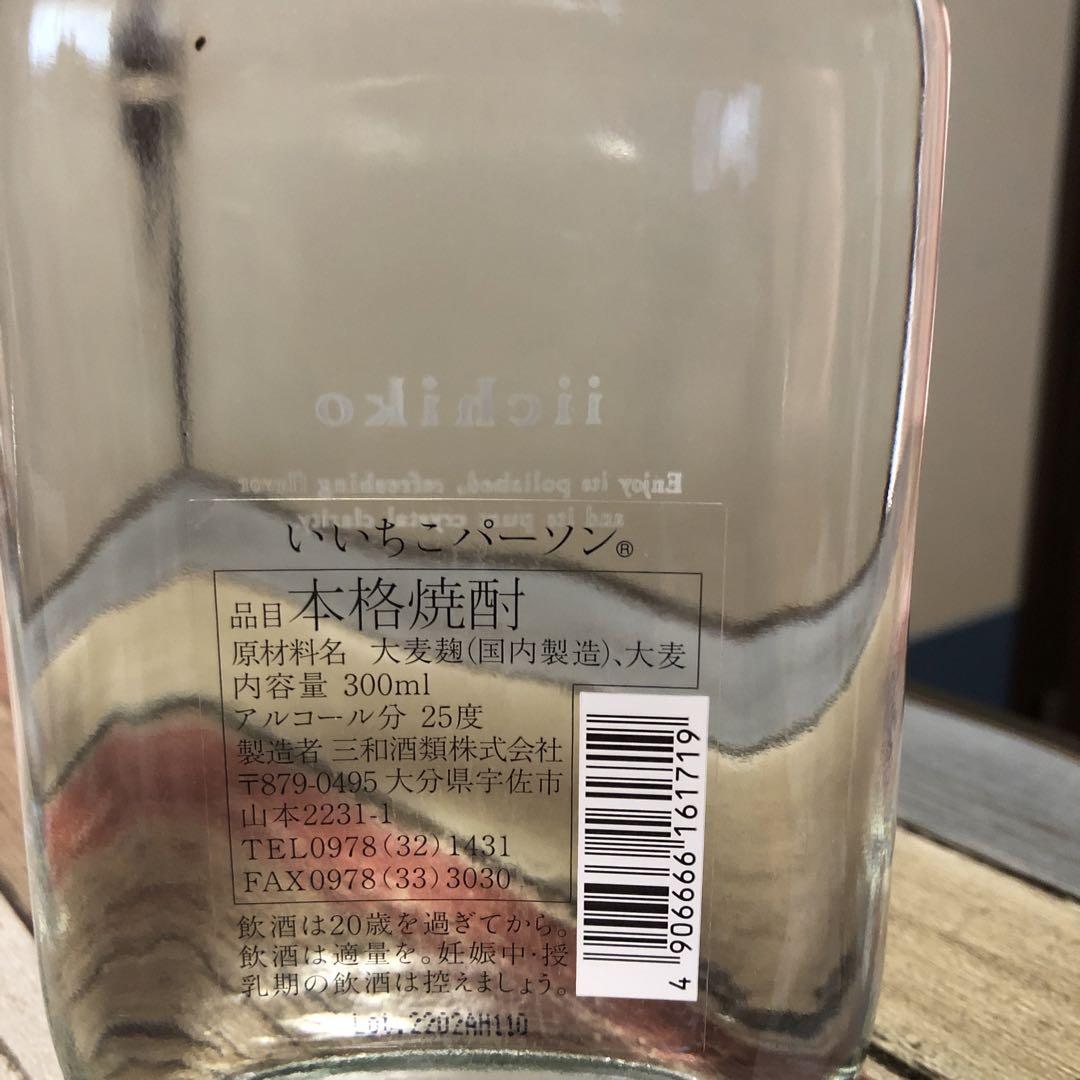 iichiko
Enjoy its polished, refreshing flavor
and its pure crystal clarity.
いいちこパーソン®
品目 本格焼酎
原材料名 大麦麹(国内製造)、大麦
内容量 300ml
アルコール分 25度
製造者 三和酒類株式会社
〒879-0495 大分県宇佐市
山本2231-1
TEL0978(32)1431
FAX0978(33)3030
飲酒は20歳を過ぎてから。
飲酒は適量を。妊娠中・授
乳期の飲酒は控えましょう。
4 906666 161719
Lot.2202AH110